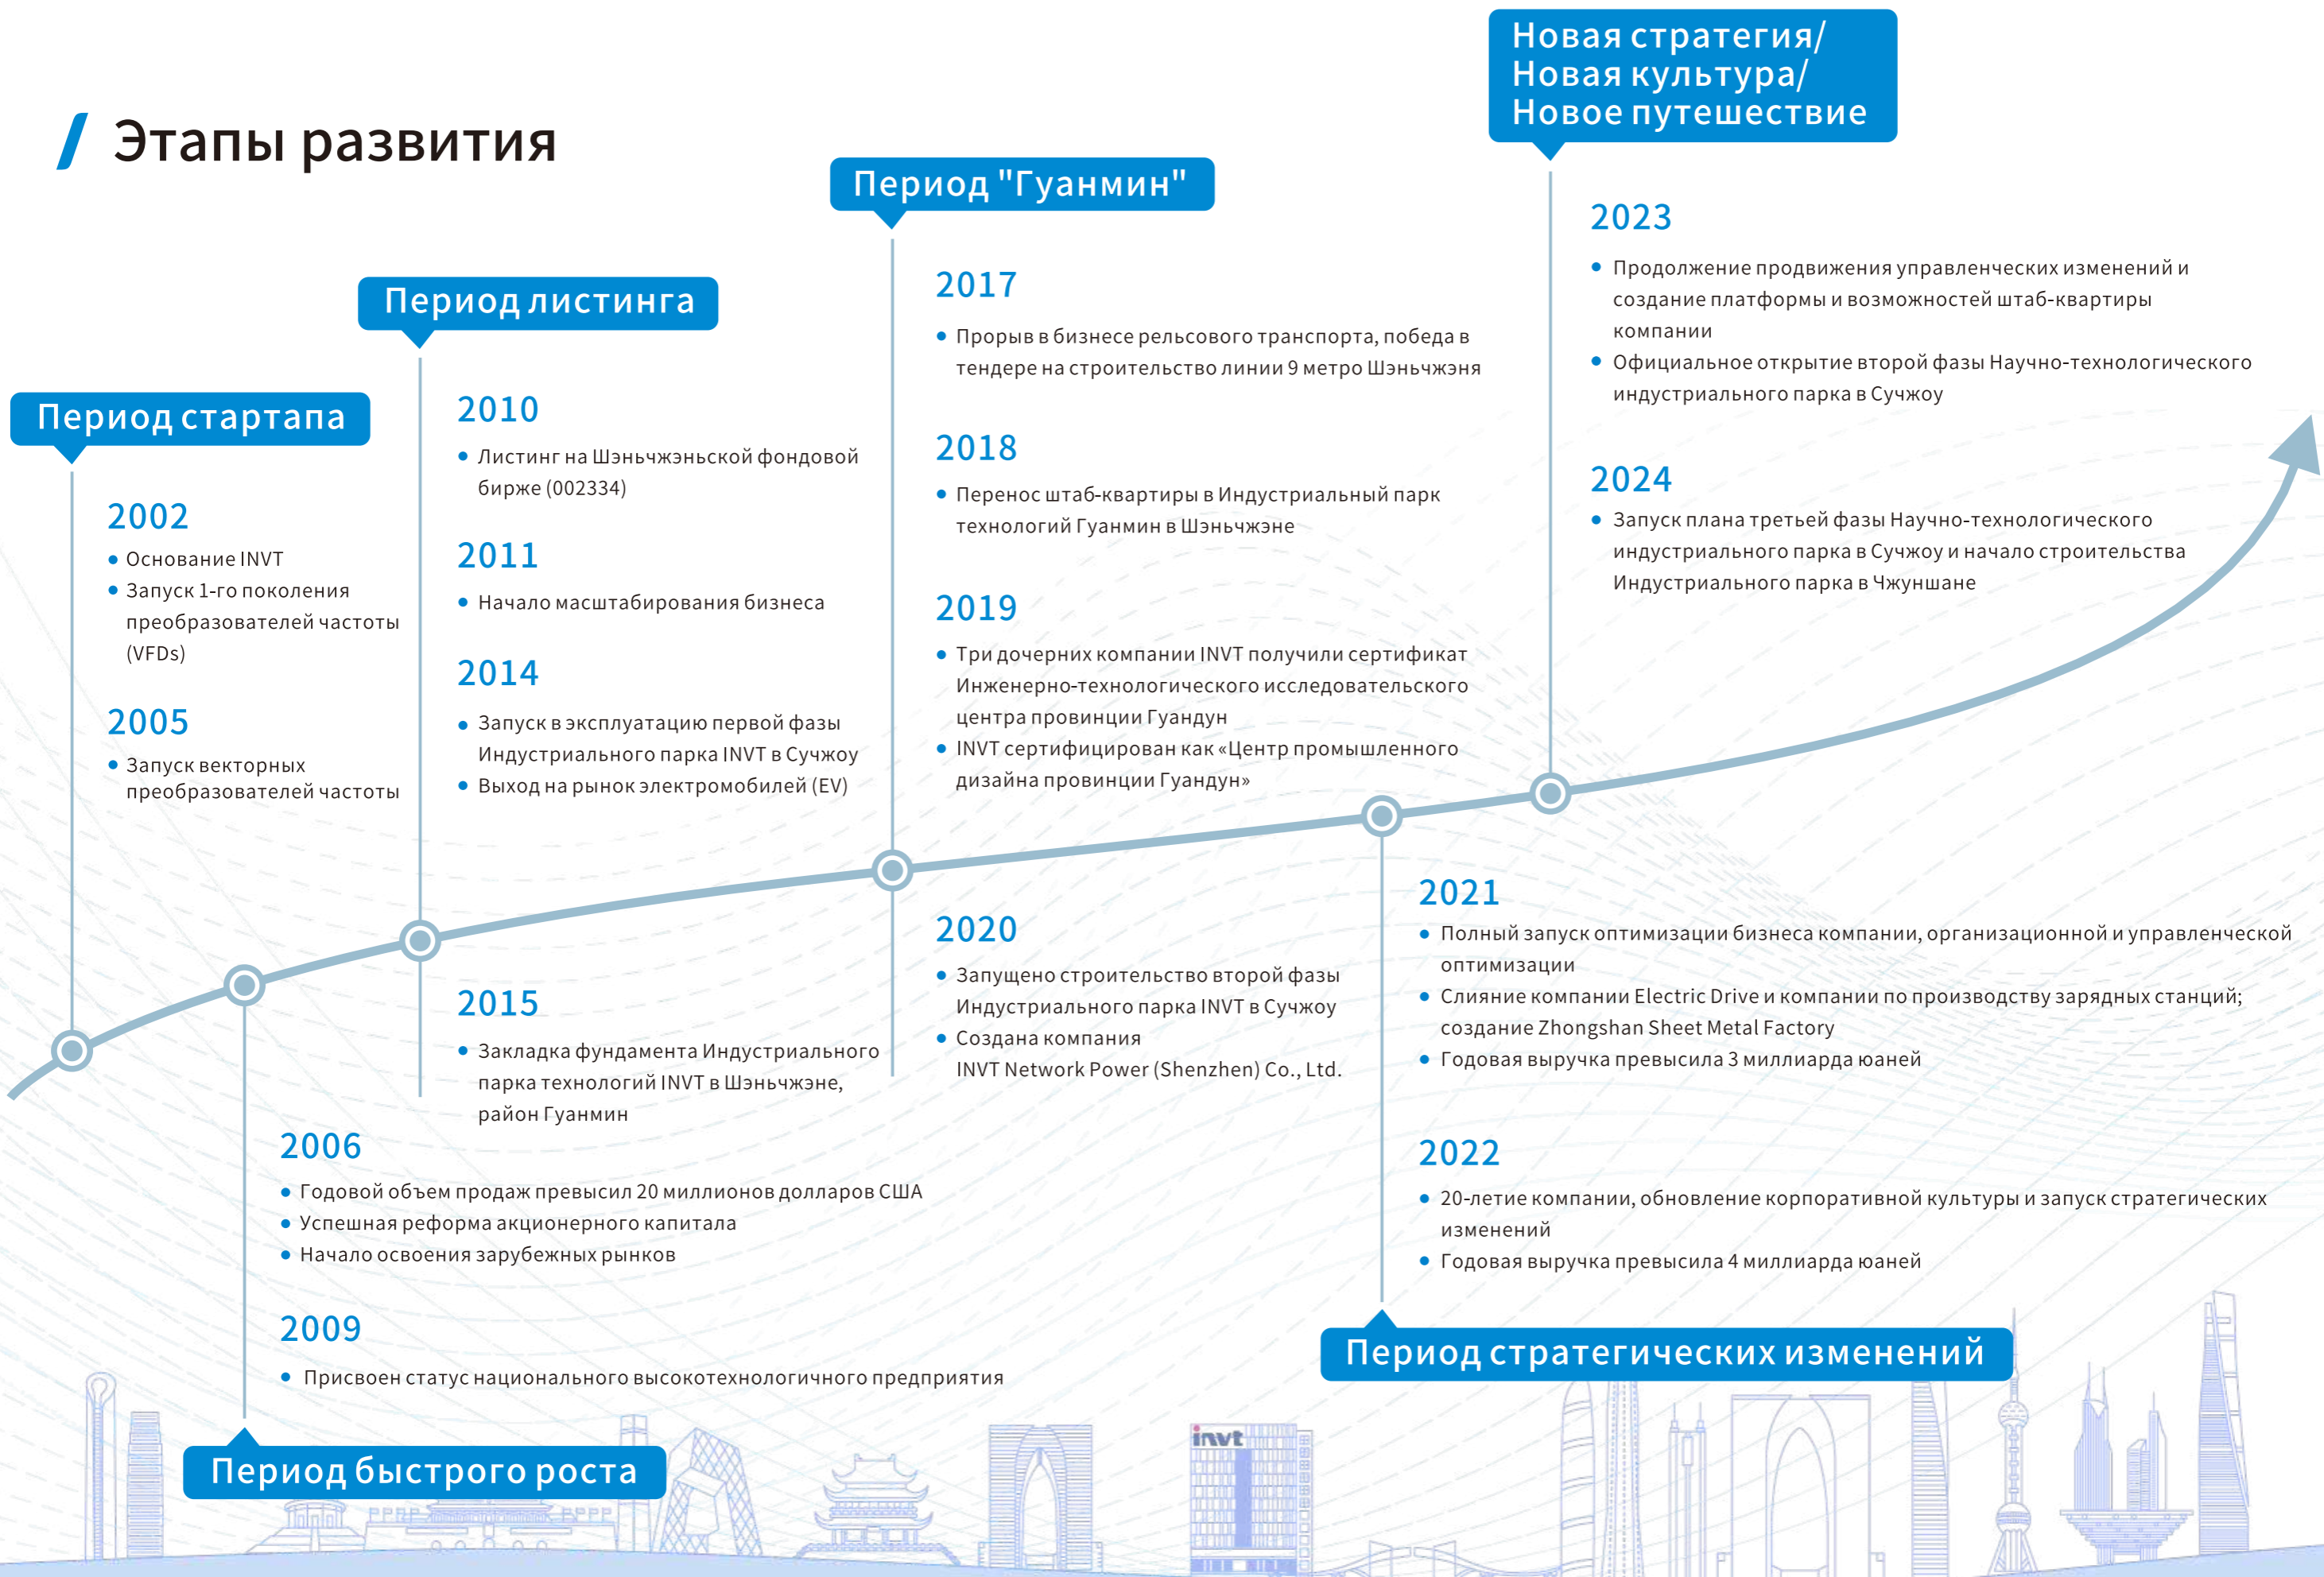 Этапы развития
Период стартапа
2002
Основание INVT
Запуск 1-го поколения
преобразователей частоты
(VFDs)
2005
Запуск векторных
преобразователей частоты
2006
Годовой объем продаж превысил 20 миллионов долларов США
Успешная реформа акционерного капитала
Начало освоения зарубежных рынков
2009
Присвоен статус национального высокотехнологичного предприятия
Период быстрого роста
Период листинга
2010
Листинг на Шэньчжэньской фондовой
бирже (002334)
2011
Начало масштабирования бизнеса
2014
Запуск в эксплуатацию первой фазы
Индустриального парка INVT в Сучжоу
Выход на рынок электромобилей (EV)
2015
Закладка фундамента Индустриального
парка технологий INVT в Шэньчжэне,
район Гуанмин
Период "Гуанмин"
2017
Прорыв в бизнесе рельсового транспорта, победа в
тендере на строительство линии 9 метро Шэньчжэня
2018
Перенос штаб-квартиры в Индустриальный парк
технологий Гуанмин в Шэньчжэне
2019
Три дочерних компании INVT получили сертификат
Инженерно-технологического исследовательского
центра провинции Гуандун
INVT сертифицирован как «Центр промышленного
дизайна провинции Гуандун»
2020
Запущено строительство второй фазы
Индустриального парка INVT в Сучжоу
Создана компания
INVT Network Power (Shenzhen) Co., Ltd.
2021
Полный запуск оптимизации бизнеса компании, организационной и управленческой
оптимизации
Слияние компании Electric Drive и компании по производству зарядных станций;
создание Zhongshan Sheet Metal Factory
Годовая выручка превысила 3 миллиарда юаней
2022
20-летие компании, обновление корпоративной культуры и запуск стратегических
изменений
Годовая выручка превысила 4 миллиарда юаней
Период стратегических изменений
Новая стратегия/
Новая культура/
Новое путешествие
2023
Продолжение продвижения управленческих изменений и
создание платформы и возможностей штаб-квартиры
компании
Официальное открытие второй фазы Научно-технологического
индустриального парка в Сучжоу
2024
Запуск плана третьей фазы Научно-технологического
индустриального парка в Сучжоу и начало строительства
Индустриального парка в Чжуншане
invt